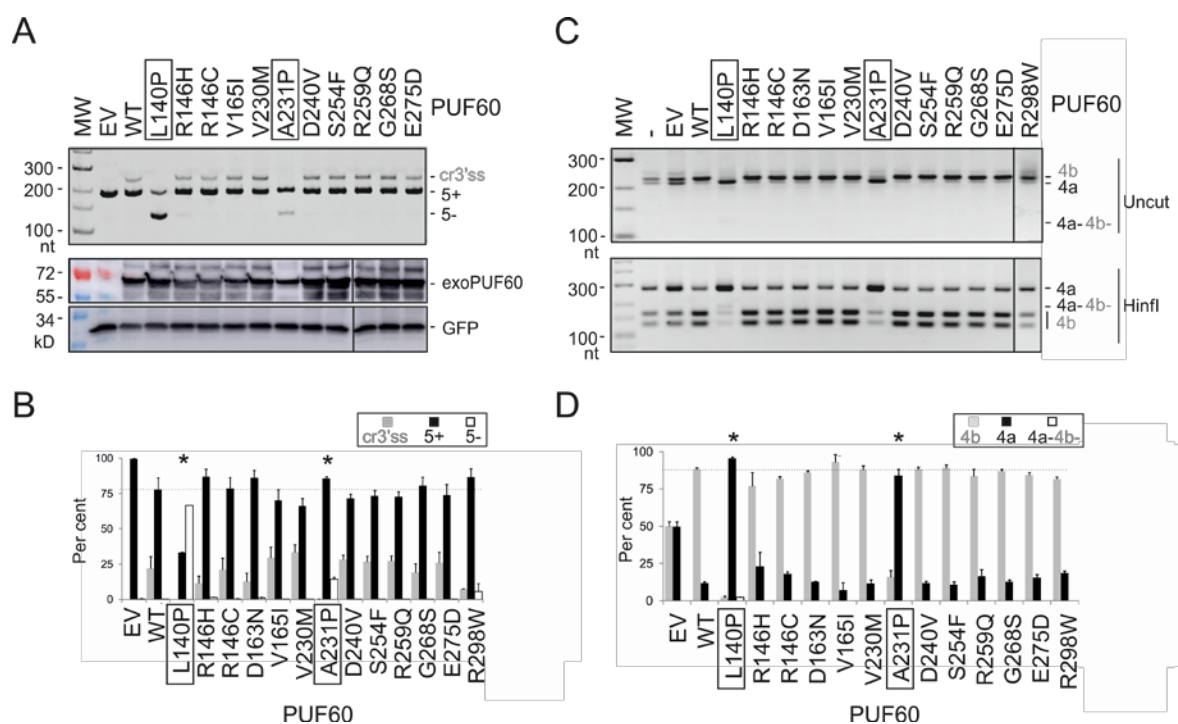 A
MW EV WT L140P R146H R146C V165I V230M A231P D240V S254F R259Q G268S E275D PUF60
300
200
100
nt
cr3'ss
5+
5-
72
55
exoPUF60
34
kD
GFP
B
cr3'ss 5+ 5-
* *
Per cent
100
75
50
25
0
EV WT L140P R146H R146C D163N V165I V230M A231P D240V S254F R259Q G268S E275D R298W
PUF60
C
MW - EV WT L140P R146H R146C D163N V165I V230M A231P D240V S254F R259Q G268S E275D R298W PUF60
300
200
100
nt
4b
4a
4a- 4b-
Uncut
300
200
100
nt
4a
4a- 4b-
4b
HinfI
D
4b 4a 4a-4b-
* *
Per cent
100
75
50
25
0
EV WT L140P R146H R146C D163N V165I V230M A231P D240V S254F R259Q G268S E275D R298W
PUF60